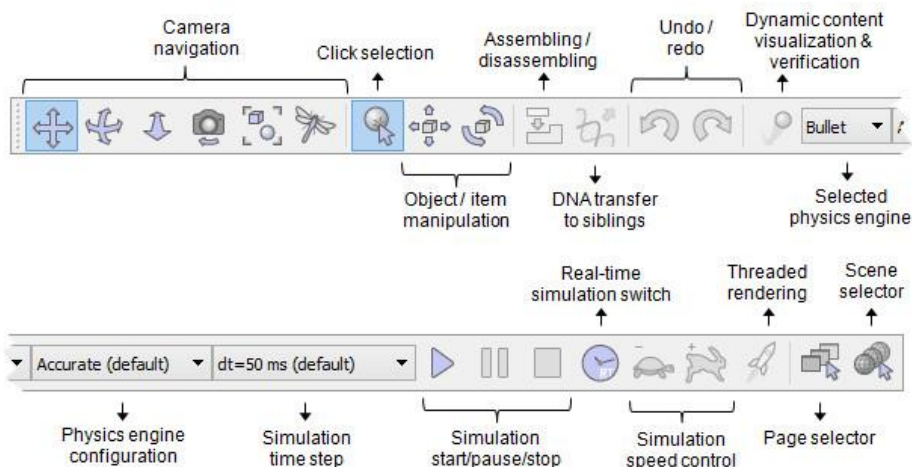 Camera
navigation
Click selection
Assembling /
disassembling
Undo /
redo
Dynamic content
visualization &
verification
Bullet
Object / item
manipulation
DNA transfer
to siblings
Selected
physics engine
Real-time
simulation switch
Threaded
rendering
Scene
selector
Accurate (default)
dt=50 ms (default)
RT
Physics engine
configuration
Simulation
time step
Simulation
start/pause/stop
Simulation
speed control
Page selector